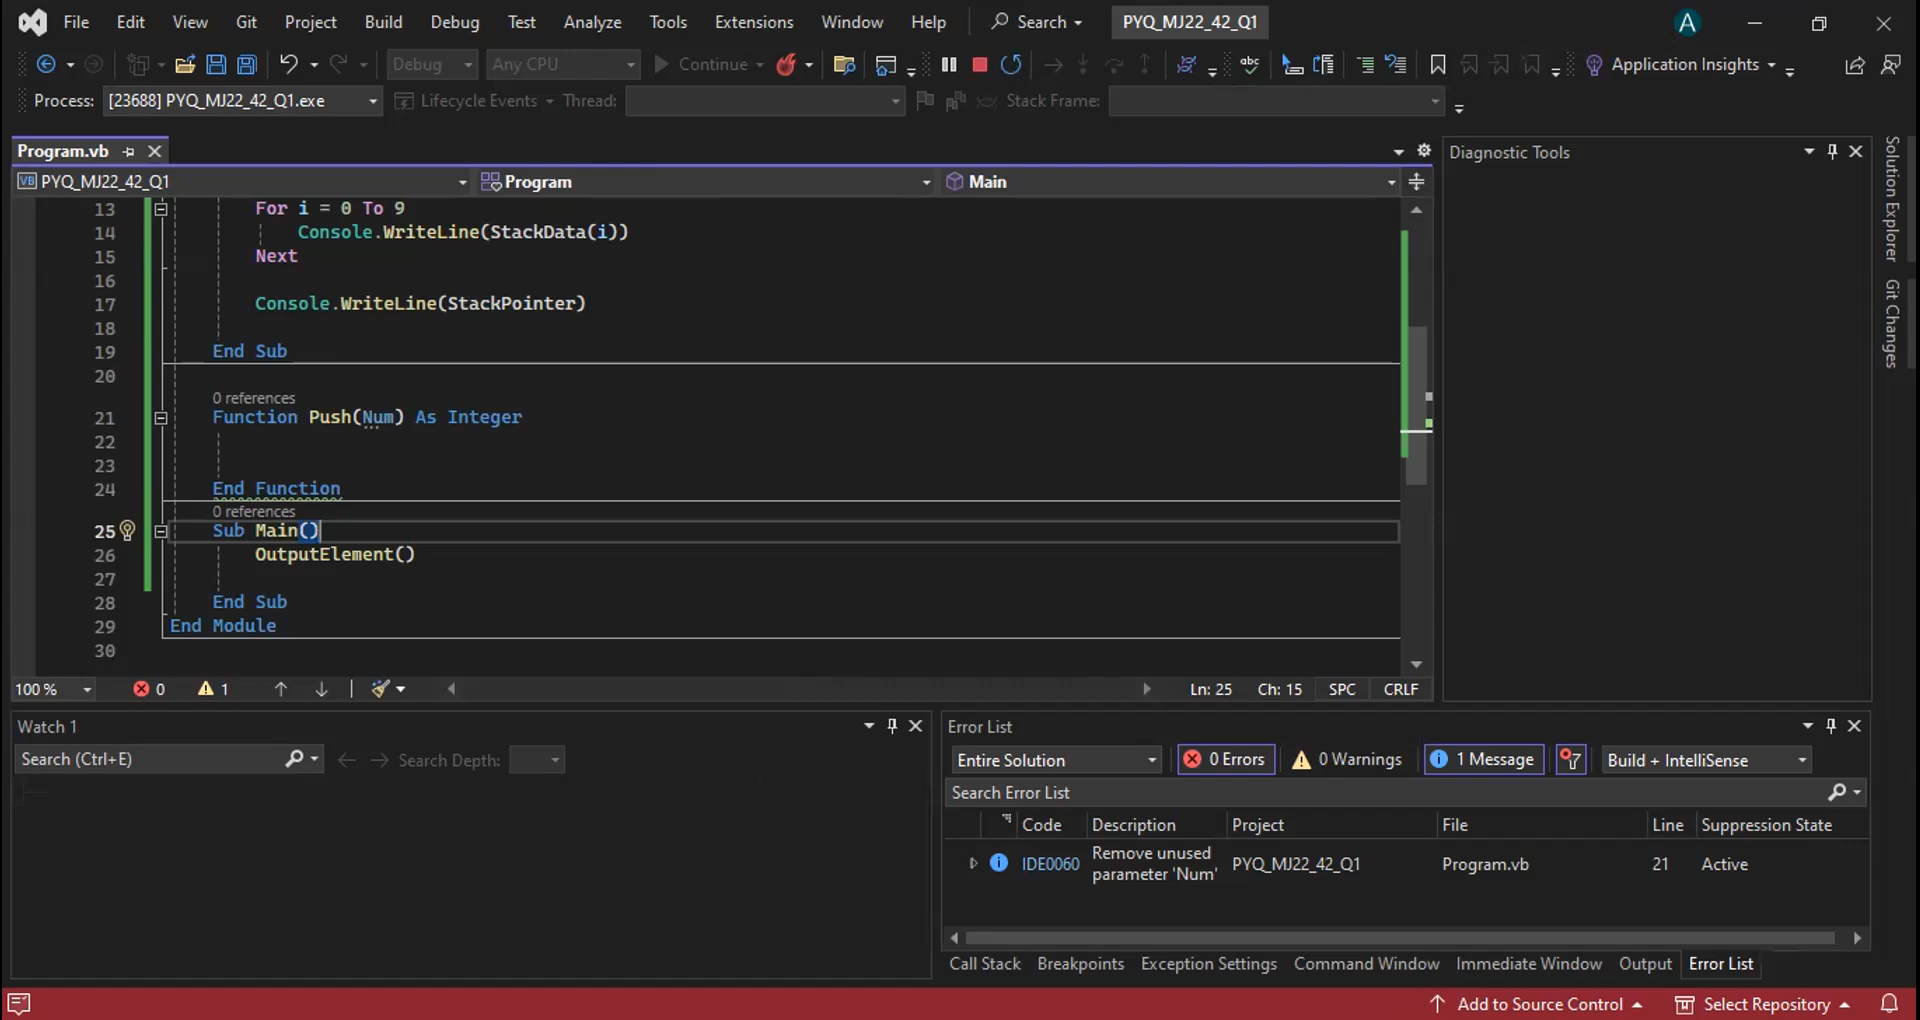 File Edit View Git Project Build Debug Test Analyze Tools Extensions Window Help Search PYQ_MJ22_42_Q1 A
Debug Any CPU Continue Application Insights
Process: [23688] PYQ_MJ22_42_Q1.exe Lifecycle Events Thread: Stack Frame:
Program.vb
Diagnostic Tools
VB PYQ_MJ22_42_Q1 Program Main
Solution Explorer
Git Changes
13 For i = 0 To 9
14 Console.WriteLine(StackData(i))
15 Next
16
17 Console.WriteLine(StackPointer)
18
19 End Sub
20
0 references
21 Function Push(Num) As Integer
22
23
24 End Function
0 references
25 Sub Main()
26 OutputElement()
27
28 End Sub
29 End Module
30
100 % 0 1 Ln: 25 Ch: 15 SPC CRLF
Watch 1
Search (Ctrl+E) Search Depth:
Error List
Entire Solution 0 Errors 0 Warnings 1 Message Build + IntelliSense
Search Error List
Code Description Project File Line Suppression State
IDE0060 Remove unused parameter 'Num' PYQ_MJ22_42_Q1 Program.vb 21 Active
Call Stack Breakpoints Exception Settings Command Window Immediate Window Output Error List
Add to Source Control Select Repository